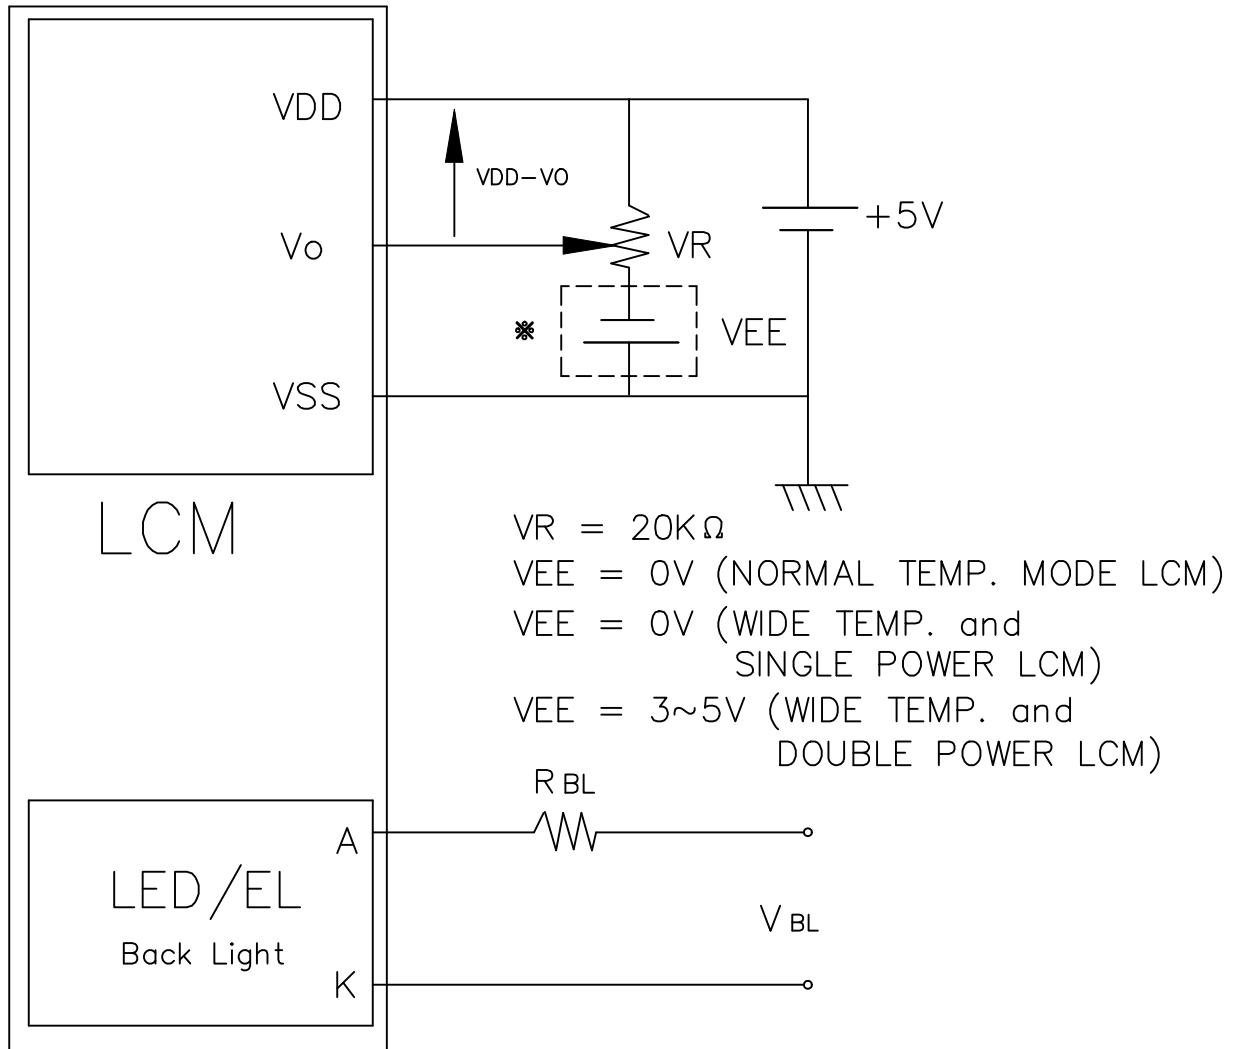 VDD
VDD-VO
+5V
Vo
VR
※
VEE
VSS
LCM
VR = 20KΩ
VEE = 0V (NORMAL TEMP. MODE LCM)
VEE = 0V (WIDE TEMP. and
SINGLE POWER LCM)
VEE = 3~5V (WIDE TEMP. and
DOUBLE POWER LCM)
R BL
A
LED/EL
Back Light
V BL
K